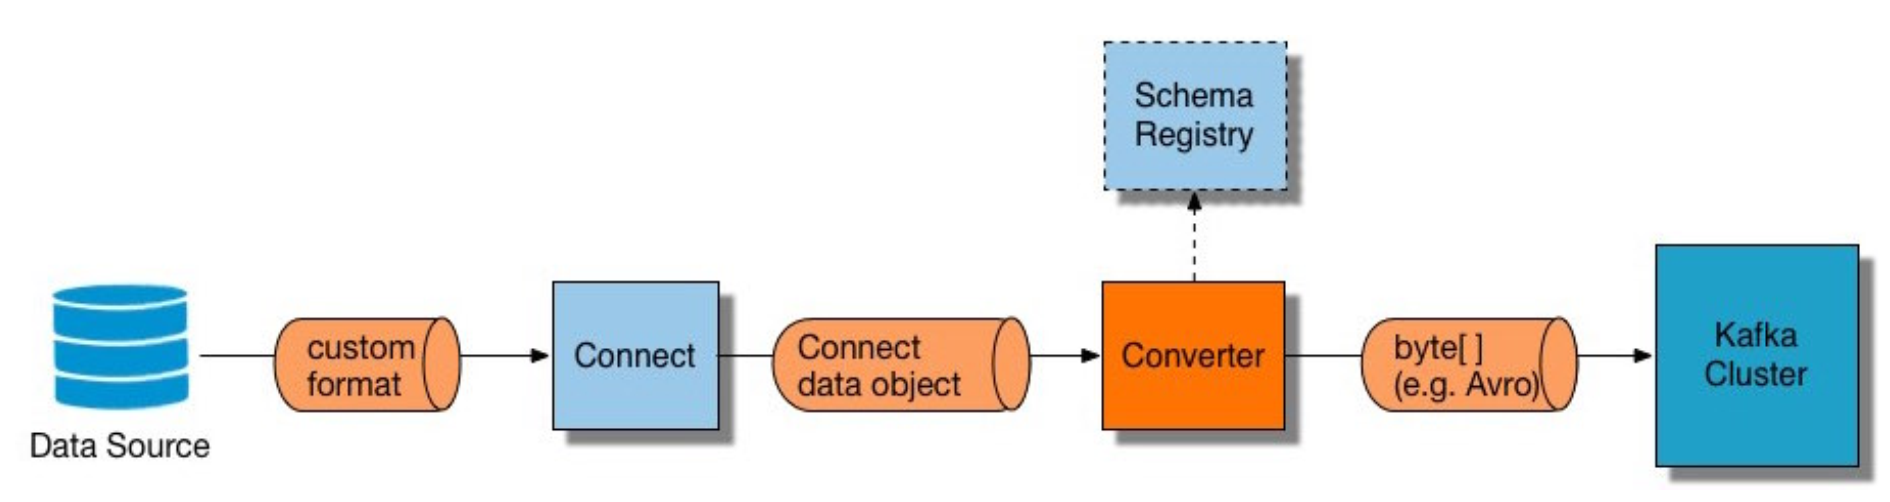 Schema
Registry
custom
format
Connect
Connect
data object
Converter
byte[ ]
(e.g. Avro)
Kafka
Cluster
Data Source